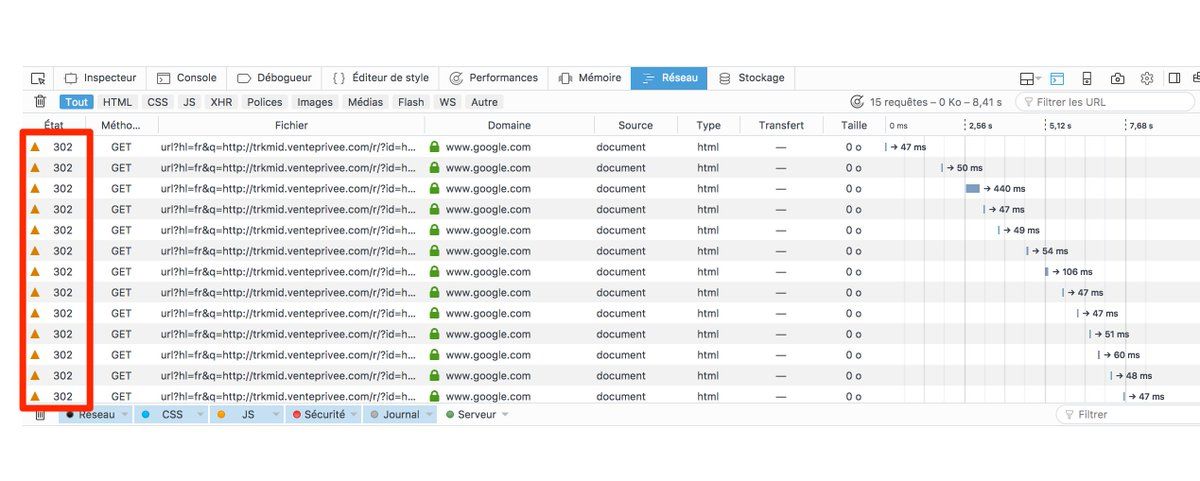 Inspecteur Console Débogueur Éditeur de style Performances Mémoire Réseau Stockage
Tout HTML CSS JS XHR Polices Images Médias Flash WS Autre 15 requêtes – 0 Ko – 8,41 s Filtrer les URL
État Métho... Fichier Domaine Source Type Transfert Taille 0 ms 2,56 s 5,12 s 7,68 s
302 GET url?hl=fr&q=http://trkmid.venteprivee.com/r/?id=h... www.google.com document html — 0 o → 47 ms
302 GET url?hl=fr&q=http://trkmid.venteprivee.com/r/?id=h... www.google.com document html — 0 o → 50 ms
302 GET url?hl=fr&q=http://trkmid.venteprivee.com/r/?id=h... www.google.com document html — 0 o → 440 ms
302 GET url?hl=fr&q=http://trkmid.venteprivee.com/r/?id=h... www.google.com document html — 0 o → 47 ms
302 GET url?hl=fr&q=http://trkmid.venteprivee.com/r/?id=h... www.google.com document html — 0 o → 49 ms
302 GET url?hl=fr&q=http://trkmid.venteprivee.com/r/?id=h... www.google.com document html — 0 o → 54 ms
302 GET url?hl=fr&q=http://trkmid.venteprivee.com/r/?id=h... www.google.com document html — 0 o → 106 ms
302 GET url?hl=fr&q=http://trkmid.venteprivee.com/r/?id=h... www.google.com document html — 0 o → 47 ms
302 GET url?hl=fr&q=http://trkmid.venteprivee.com/r/?id=h... www.google.com document html — 0 o → 47 ms
302 GET url?hl=fr&q=http://trkmid.venteprivee.com/r/?id=h... www.google.com document html — 0 o → 51 ms
302 GET url?hl=fr&q=http://trkmid.venteprivee.com/r/?id=h... www.google.com document html — 0 o → 60 ms
302 GET url?hl=fr&q=http://trkmid.venteprivee.com/r/?id=h... www.google.com document html — 0 o → 48 ms
302 GET url?hl=fr&q=http://trkmid.venteprivee.com/r/?id=h... www.google.com document html — 0 o → 47 ms
Réseau CSS JS Sécurité Journal Serveur Filtrer